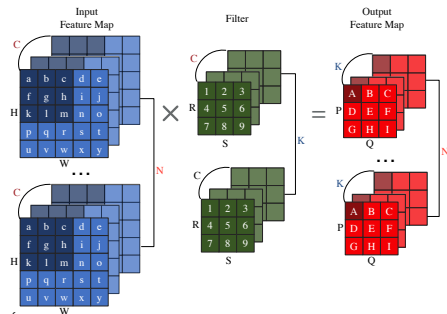 Input
Feature Map
Filter
Output
Feature Map
C
a b c d e
f g h i j
H k l m n o
p q r s t
u v w x y
W
...
N
C
a b c d e
f g h i j
H k l m n o
p q r s t
u v w x y
W
×
C
1 2 3
R 4 5 6
7 8 9
S
K
C
1 2 3
R 4 5 6
7 8 9
S
=
K
A B C
P D E F
G H I
Q
...
N
K
A B C
P D E F
G H I
Q